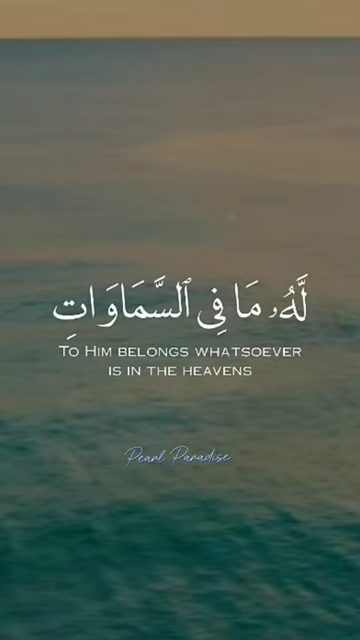 لَّهُۥ مَا فِى ٱلسَّمَاوَاتِ
TO HIM BELONGS WHATSOEVER
IS IN THE HEAVENS
Pearl Paradise